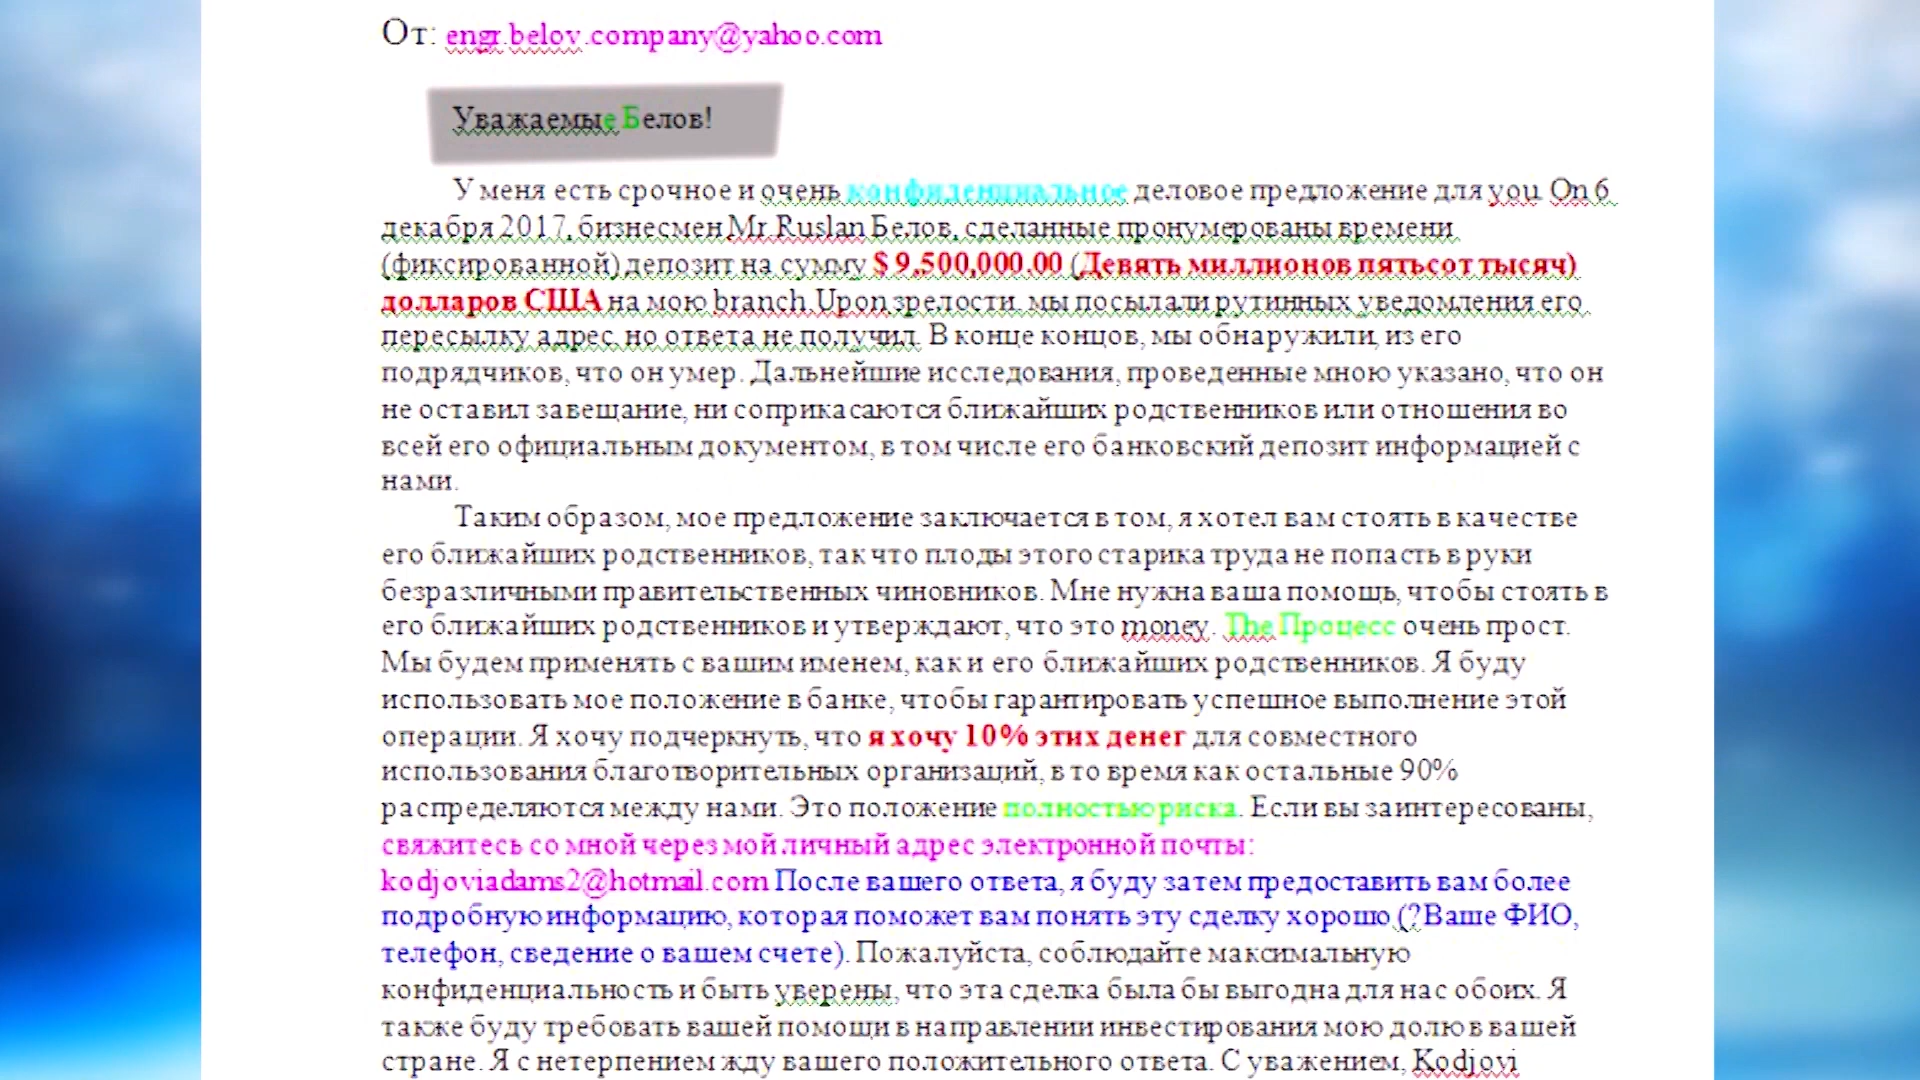 От: engr.belov.company@yahoo.com
Уважаемые Белов!
У меня есть срочное и очень конфиденциальное деловое предложение для you. On 6
декабря 2017, бизнесмен Mr.Ruslan Белов, сделанные пронумерованы времени
(фиксированной) депозит на сумму $ 9,500,000.00 (Девять миллионов пятьсот тысяч)
долларов США на мою branch.Upon зрелости, мы посылали рутинных уведомления его
пересылку адрес, но ответа не получил. В конце концов, мы обнаружили, из его
подрядчиков, что он умер. Дальнейшие исследования, проведенные мною указано, что он
не оставил завещание, ни соприкасаются ближайших родственников или отношения во
всей его официальным документом, в том числе его банковский депозит информацией с
нами.
Таким образом, мое предложение заключается в том, я хотел вам стоять в качестве
его ближайших родственников, так что плоды этого старика труда не попасть в руки
безразличными правительственных чиновников. Мне нужна ваша помощь, чтобы стоять в
его ближайших родственников и утверждают, что это money. The Процесс очень прост.
Мы будем применять с вашим именем, как и его ближайших родственников. Я буду
использовать мое положение в банке, чтобы гарантировать успешное выполнение этой
операции. Я хочу подчеркнуть, что я хочу 10% этих денег для совместного
использования благотворительных организаций, в то время как остальные 90%
распределяются между нами. Это положение полностью риска. Если вы заинтересованы,
свяжитесь со мной через мой личный адрес электронной почты:
kodjoviadams2@hotmail.com После вашего ответа, я буду затем предоставить вам более
подробную информацию, которая поможет вам понять эту сделку хорошо (?Ваше ФИО,
телефон, сведение о вашем счете). Пожалуйста, соблюдайте максимальную
конфиденциальность и быть уверены, что эта сделка была бы выгодна для нас обоих. Я
также буду требовать вашей помощи в направлении инвестирования мою долю в вашей
стране. Я с нетерпением жду вашего положительного ответа. С уважением, Kodjovi